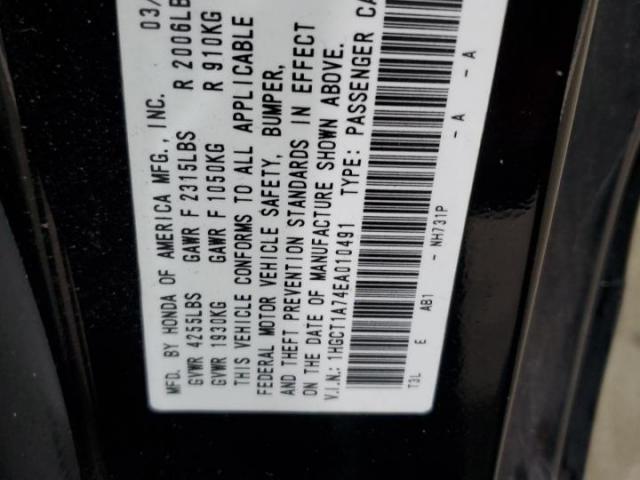 MFD. BY HONDA OF AMERICA MFG., INC. 03/
GVWR 4255LBS GAWR F 2315LBS R 2006LB
GVWR 1930KG GAWR F 1050KG R 910KG
THIS VEHICLE CONFORMS TO ALL APPLICABLE
FEDERAL MOTOR VEHICLE SAFETY, BUMPER,
AND THEFT PREVENTION STANDARDS IN EFFECT
ON THE DATE OF MANUFACTURE SHOWN ABOVE.
V.I.N.: 1HGCT1A74EA010491 TYPE: PASSENGER CA
T3L E AB1 - NH731P - A - A